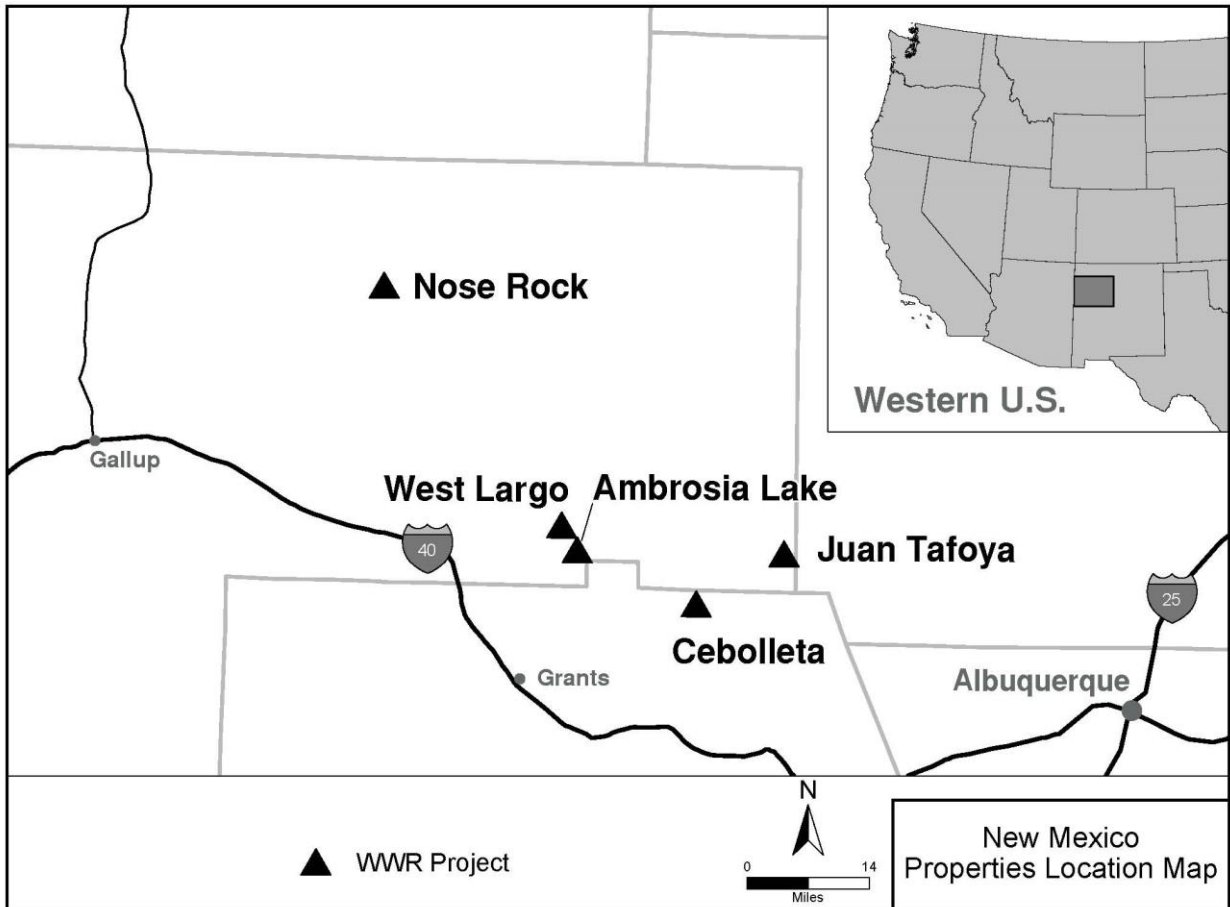 Nose Rock
Western U.S.
Gallup
West Largo
Ambrosia Lake
40
Juan Tafoya
25
Cebolleta
Grants
Albuquerque
N
WWR Project
0 14
Miles
New Mexico
Properties Location Map